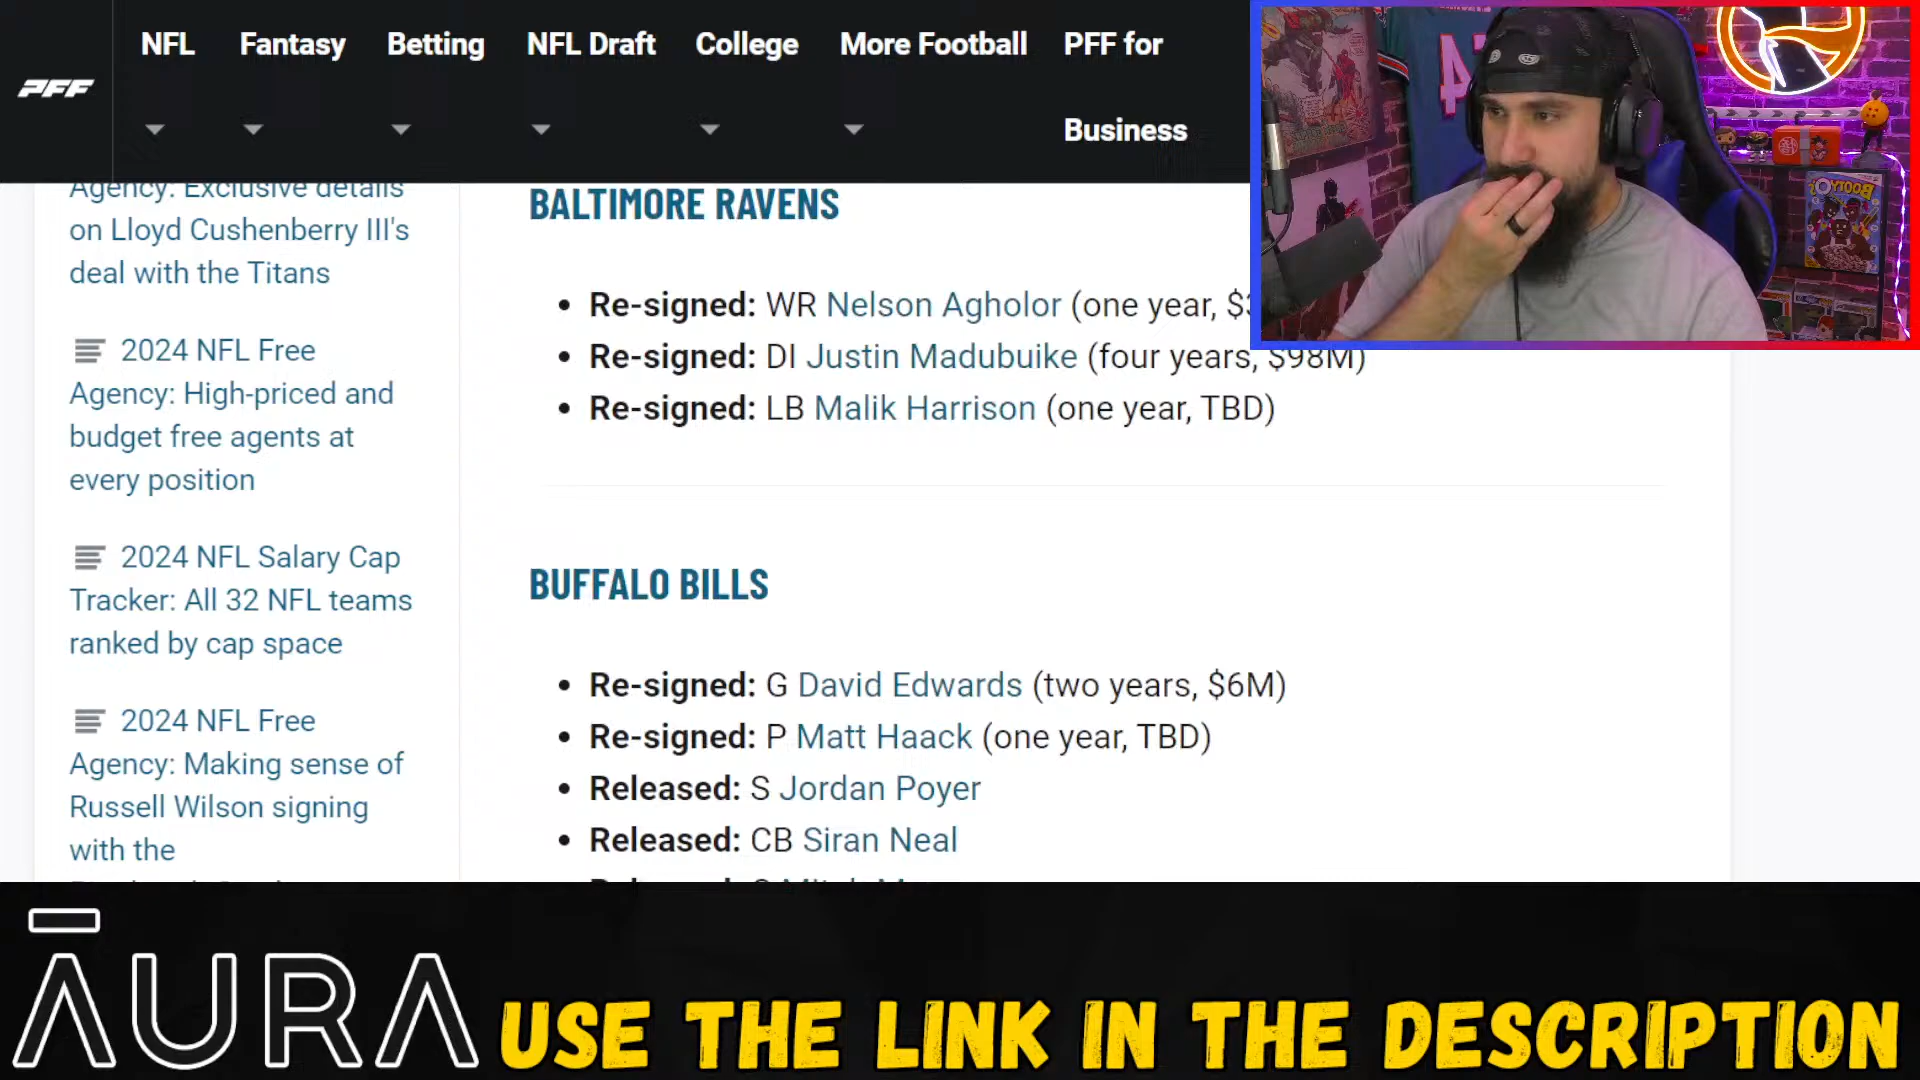 NFL Fantasy Betting NFL Draft College More Football PFF for
Business
PFF
Agency: Exclusive details
on Lloyd Cushenberry III's
deal with the Titans
2024 NFL Free
Agency: High-priced and
budget free agents at
every position
2024 NFL Salary Cap
Tracker: All 32 NFL teams
ranked by cap space
2024 NFL Free
Agency: Making sense of
Russell Wilson signing
with the
BALTIMORE RAVENS
• Re-signed: WR Nelson Agholor (one year,
• Re-signed: DI Justin Madubuike (four years, $98M)
• Re-signed: LB Malik Harrison (one year, TBD)
BUFFALO BILLS
• Re-signed: G David Edwards (two years, $6M)
• Re-signed: P Matt Haack (one year, TBD)
• Released: S Jordan Poyer
• Released: CB Siran Neal
ĀURA
USE THE LINK IN THE DESCRIPTION